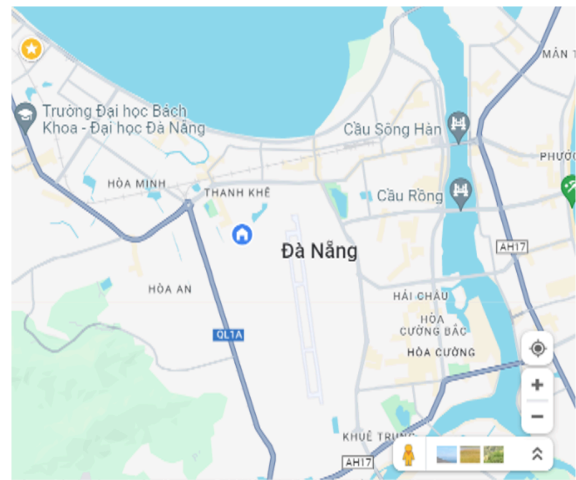 MÂN T
Trường Đại học Bách
Khoa - Đại học Đà Nẵng
Cầu Sông Hàn
PHƯỚC
HÒA MINH
THANH KHÊ
Cầu Rồng
Đà Nẵng
AH17
HÒA AN
HẢI CHÂU
HÒA
CƯỜNG BẮC
QL1A
HÒA CƯỜNG
KHUÊ TRUNG
AH17